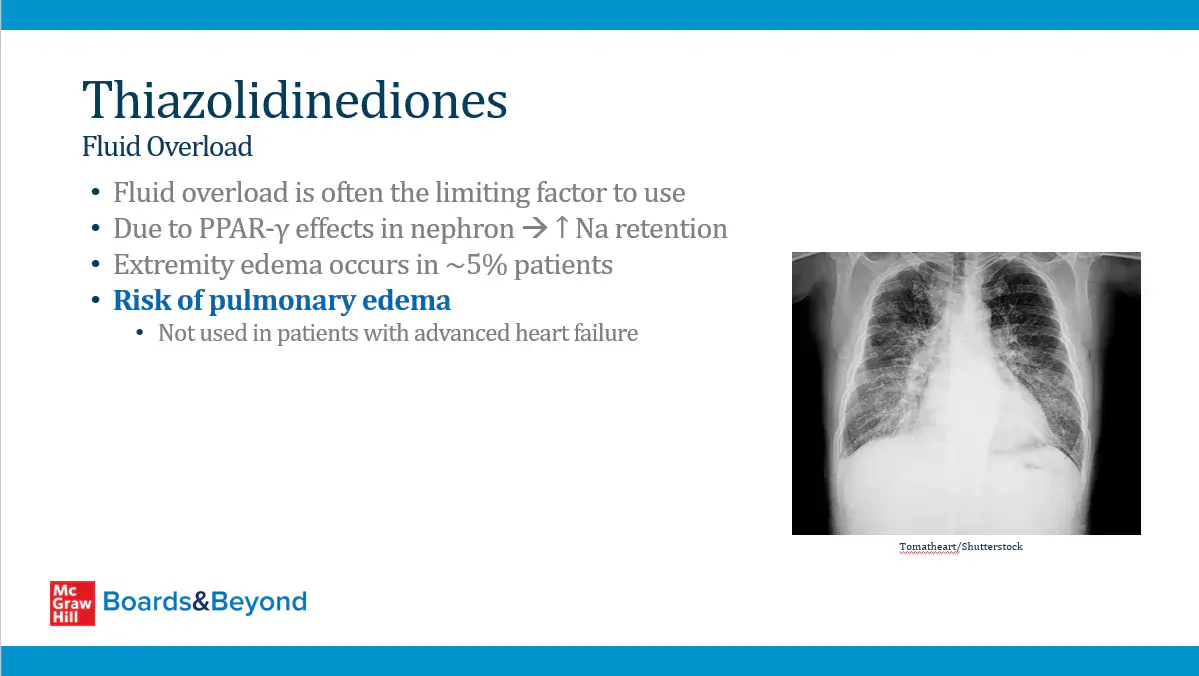 Thiazolidinediones
Fluid Overload
• Fluid overload is often the limiting factor to use
• Due to PPAR-γ effects in nephron → ↑ Na retention
• Extremity edema occurs in ~5% patients
• Risk of pulmonary edema
• Not used in patients with advanced heart failure
Tomatheart/Shutterstock
Mc
Graw
Hill
Boards&Beyond